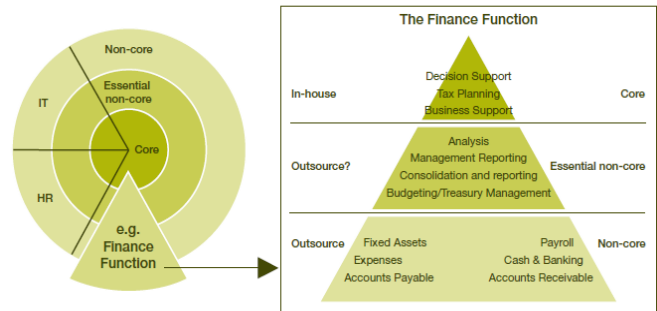 Non-core
Essential
non-core
IT
Core
HR
e.g.
Finance
Function
The Finance Function
In-house
Decision Support
Tax Planning
Business Support
Core
Outsource?
Analysis
Management Reporting
Consolidation and reporting
Budgeting/Treasury Management
Essential non-core
Outsource
Fixed Assets
Expenses
Accounts Payable
Payroll
Cash & Banking
Accounts Receivable
Non-core